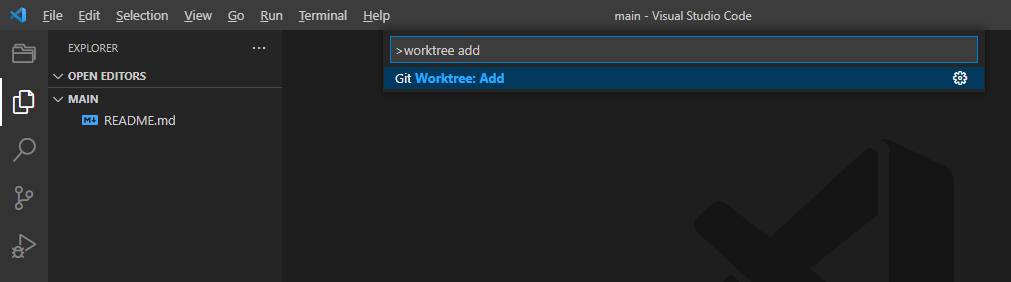 File Edit Selection View Go Run Terminal Help main - Visual Studio Code
>worktree add
Git Worktree: Add
EXPLORER
OPEN EDITORS
MAIN
README.md